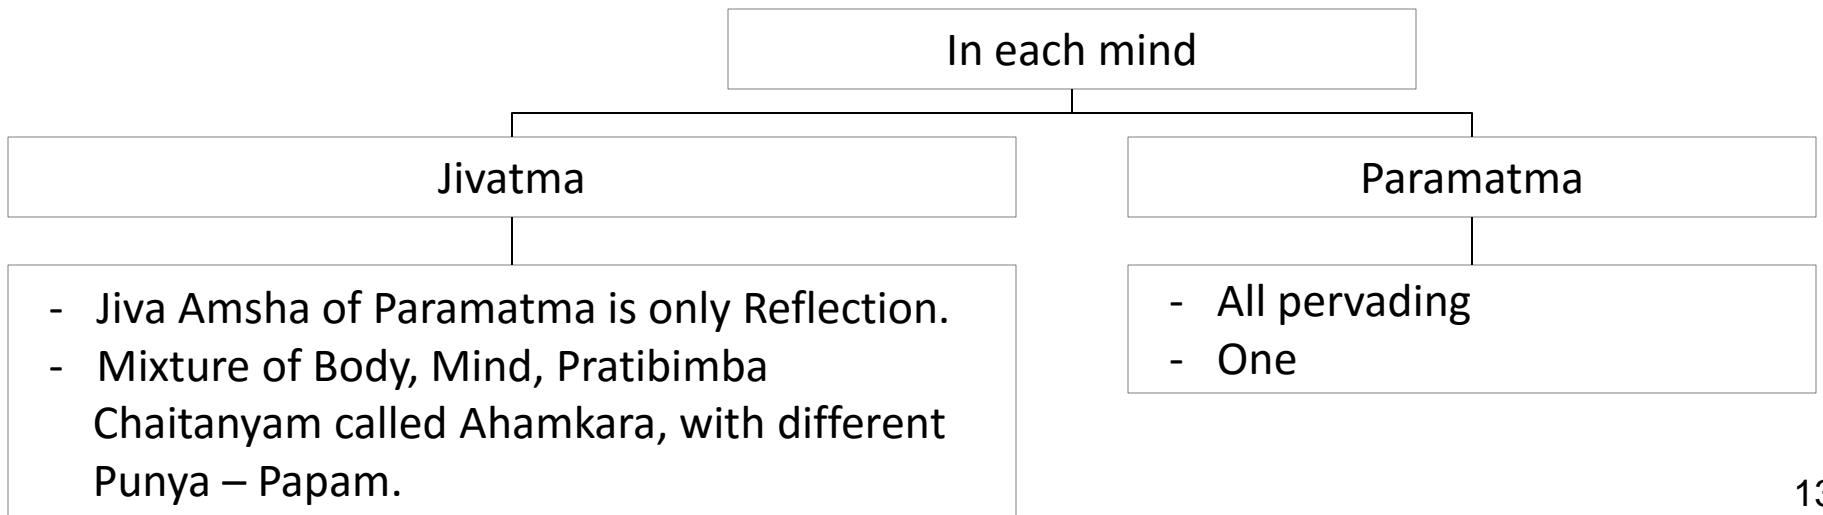 In each mind
Jivatma
Paramatma
- Jiva Amsha of Paramatma is only Reflection.
- Mixture of Body, Mind, Pratibimba
Chaitanyam called Ahamkara, with different
Punya – Papam.
- All pervading
- One